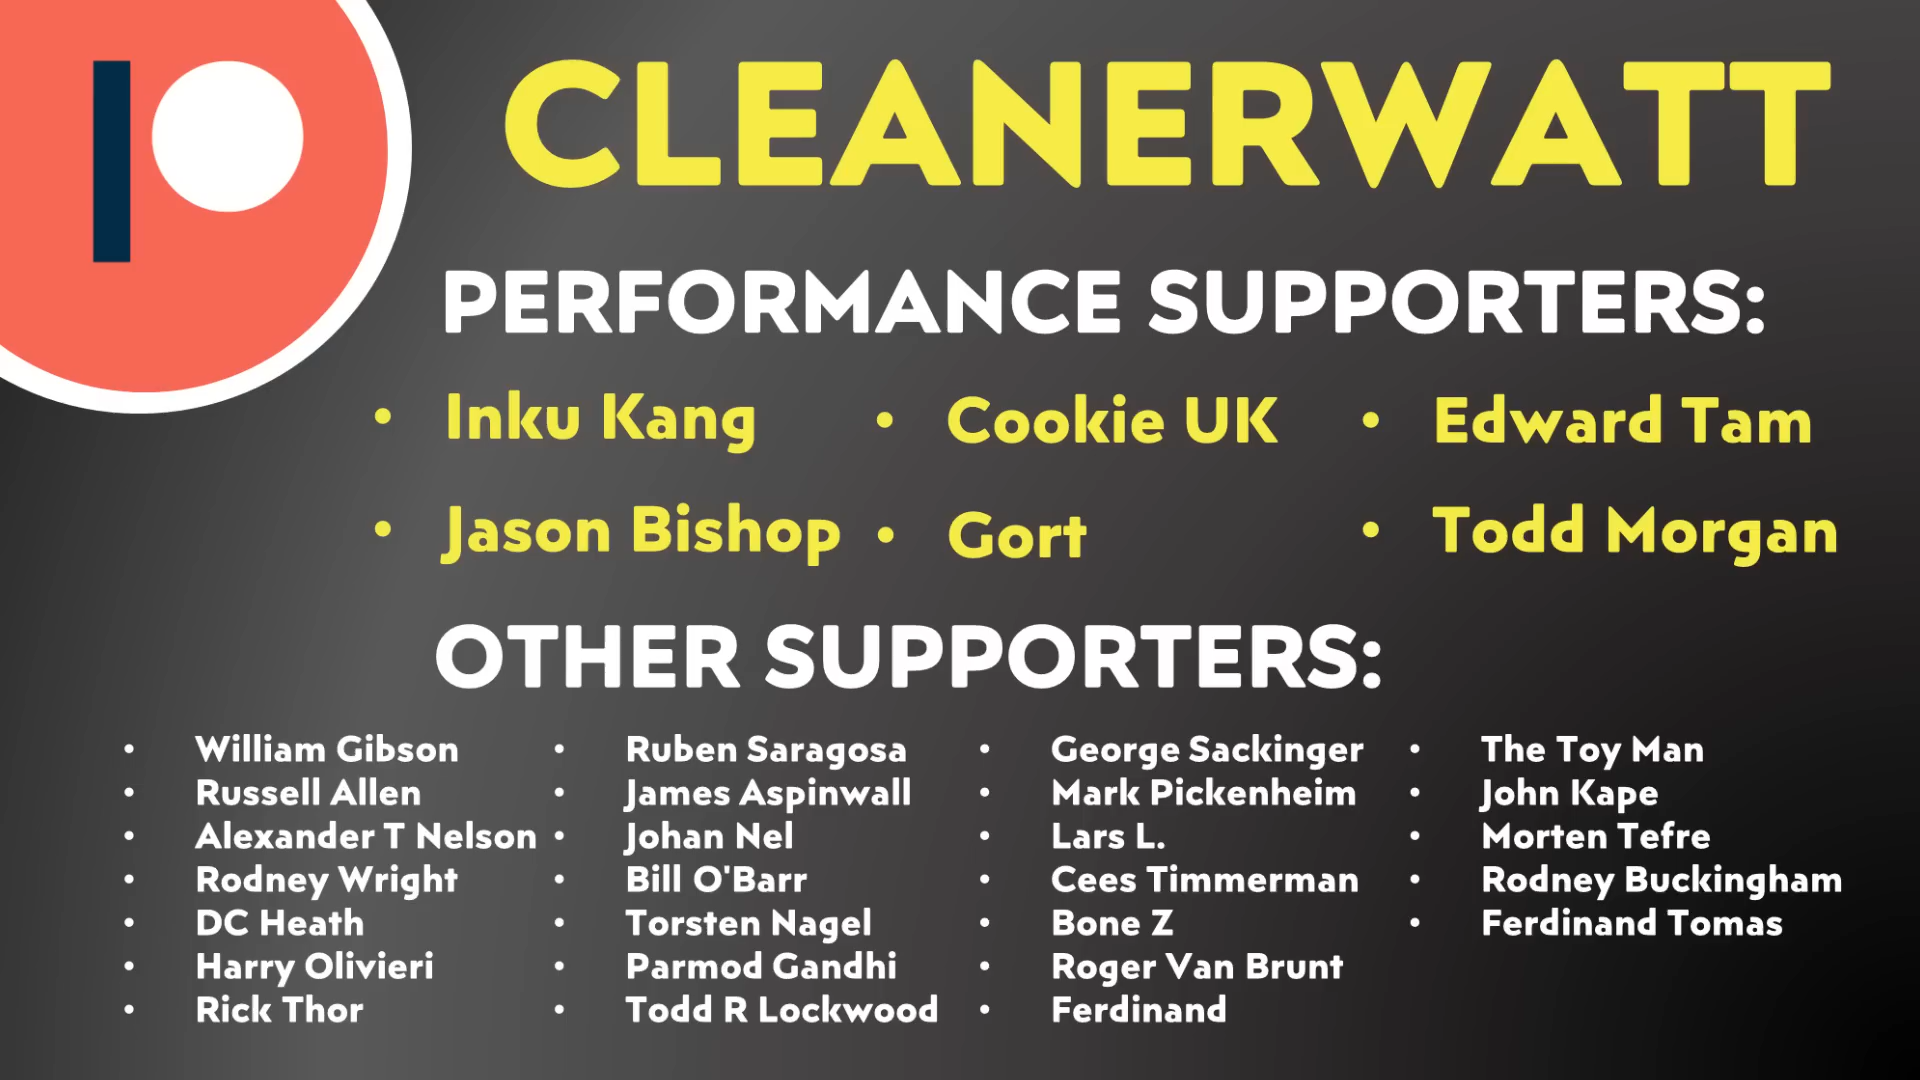 CLEANERWATT
PERFORMANCE SUPPORTERS:
• Inku Kang • Cookie UK • Edward Tam
• Jason Bishop • Gort • Todd Morgan
OTHER SUPPORTERS:
• William Gibson • Ruben Saragosa • George Sackinger • The Toy Man
• Russell Allen • James Aspinwall • Mark Pickenheim • John Kape
• Alexander T Nelson • Johan Nel • Lars L. • Morten Tefre
• Rodney Wright • Bill O'Barr • Cees Timmerman • Rodney Buckingham
• DC Heath • Torsten Nagel • Bone Z • Ferdinand Tomas
• Harry Olivieri • Parmod Gandhi • Roger Van Brunt
• Rick Thor • Todd R Lockwood • Ferdinand